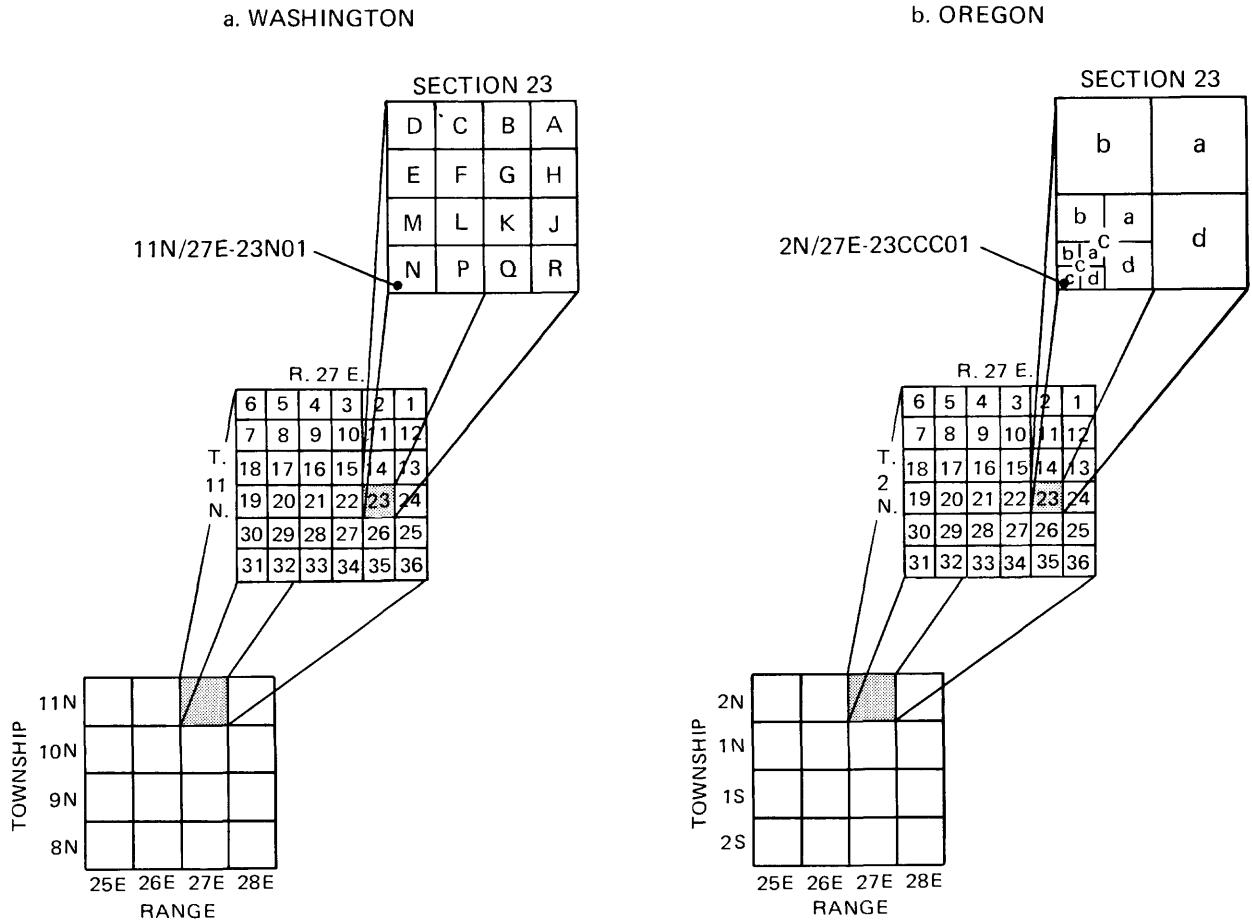 a. WASHINGTON
SECTION 23
D C B A
E F G H
M L K J
N P Q R
11N/27E-23N01
R. 27 E.
T.
11
N.
6 5 4 3 2 1
7 8 9 10 11 12
18 17 16 15 14 13
19 20 21 22 23 24
30 29 28 27 26 25
31 32 33 34 35 36
TOWNSHIP
11N
10N
9N
8N
25E 26E 27E 28E
RANGE
b. OREGON
SECTION 23
b a
b a
c d
b a
c d
c d
2N/27E-23CCC01
R. 27 E.
T.
2
N.
6 5 4 3 2 1
7 8 9 10 11 12
18 17 16 15 14 13
19 20 21 22 23 24
30 29 28 27 26 25
31 32 33 34 35 36
TOWNSHIP
2N
1N
1S
2S
25E 26E 27E 28E
RANGE